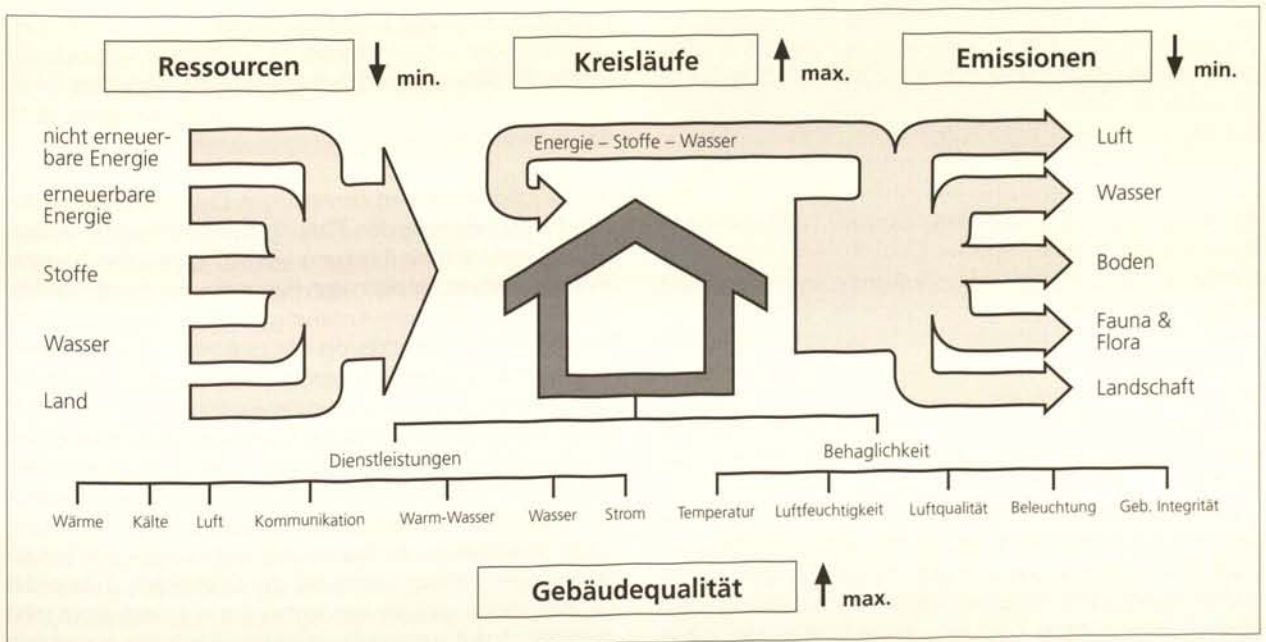 Ressourcen
min.
Kreisläufe
max.
Emissionen
min.
nicht erneuer-
bare Energie
erneuerbare
Energie
Stoffe
Wasser
Land
Energie – Stoffe – Wasser
Luft
Wasser
Boden
Fauna &
Flora
Landschaft
Dienstleistungen
Behaglichkeit
Wärme Kälte Luft Kommunikation Warm-Wasser Wasser Strom
Temperatur Luftfeuchtigkeit Luftqualität Beleuchtung Geb. Integrität
Gebäudequalität
max.